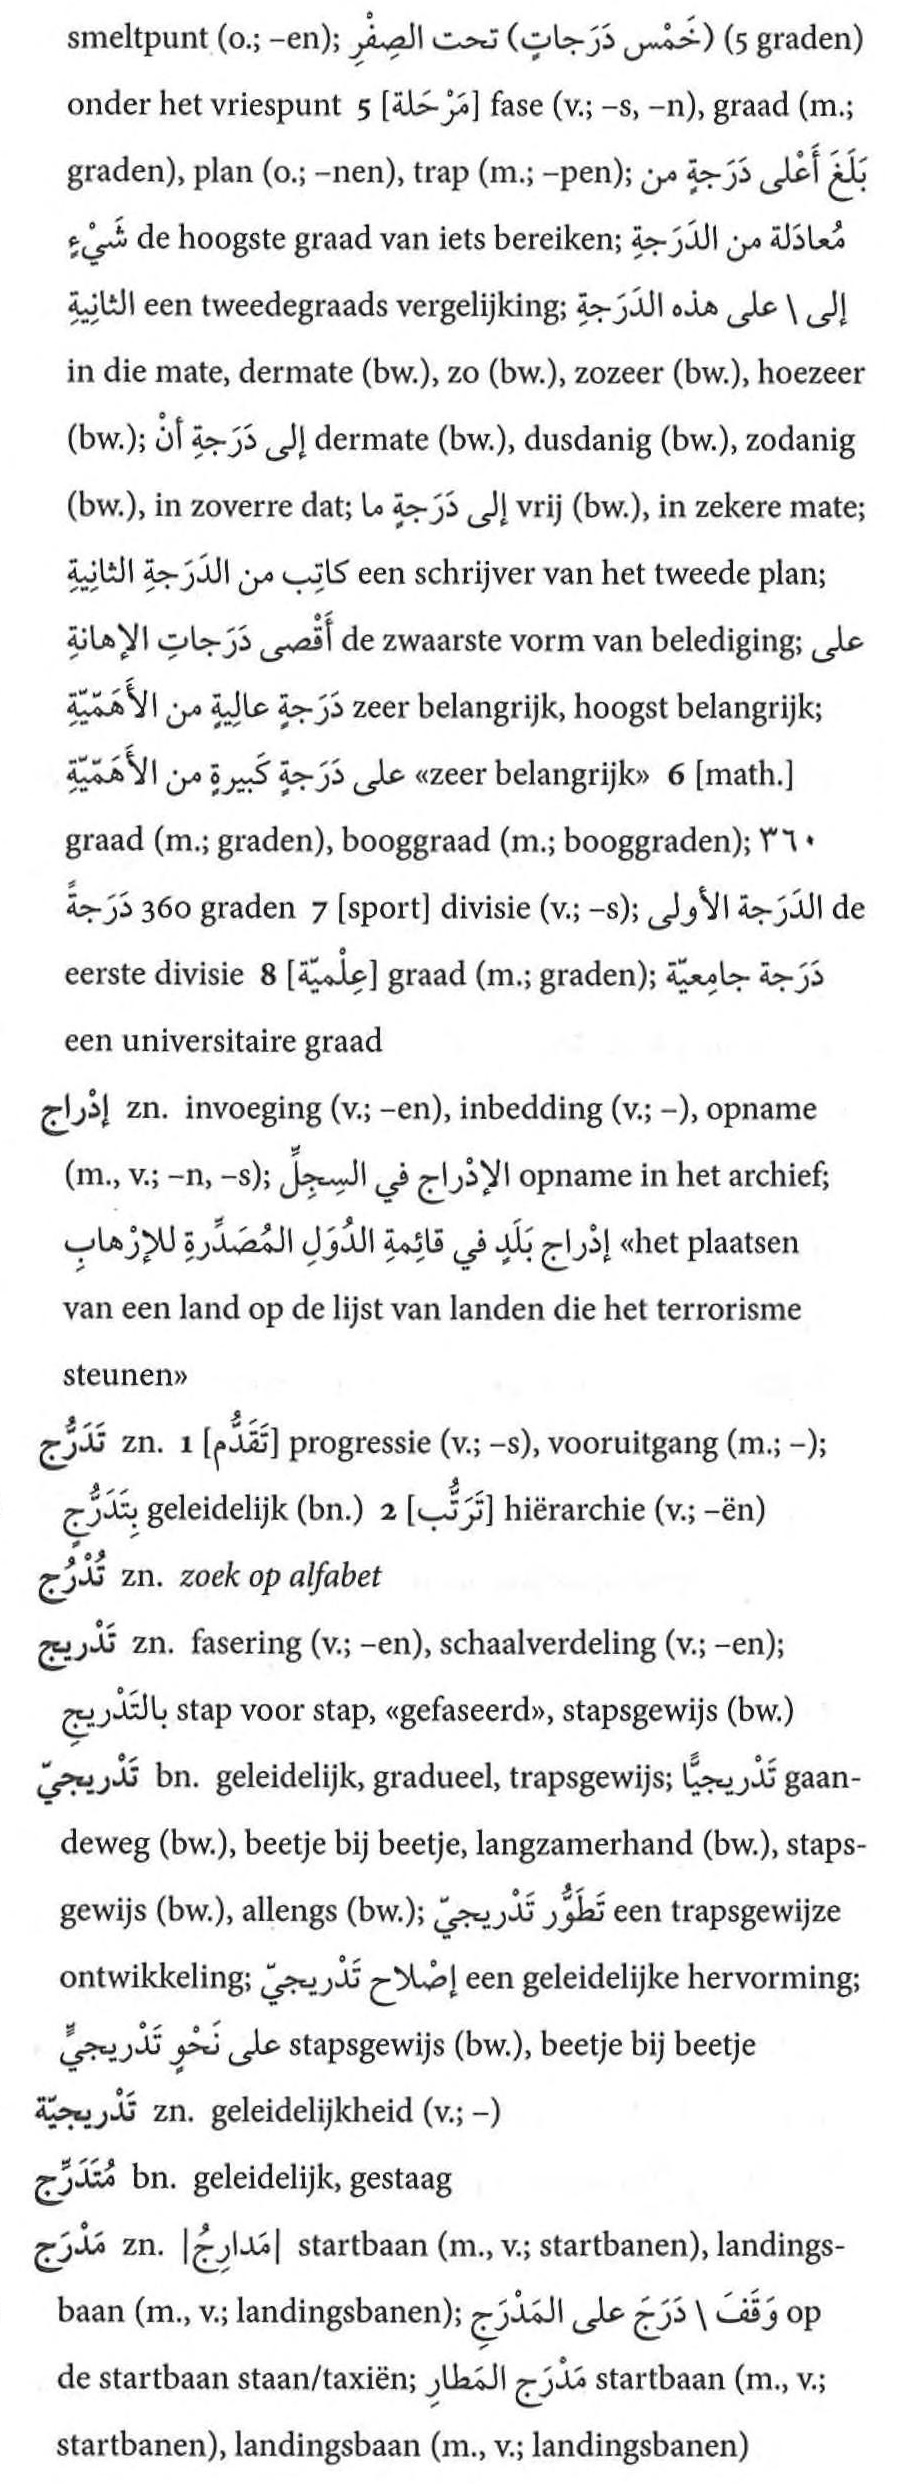 smeltpunt (o.; –en); (خَمْس دَرَجاتٍ) تحت الصِفْرِ (5 graden)
onder het vriespunt 5 [مَرْحَلة] fase (v.; –s, –n), graad (m.;
graden), plan (o.; –nen), trap (m.; –pen); بَلَغَ أَعْلى دَرَجةٍ من
شَيْءٍ de hoogste graad van iets bereiken; مُعادَلة من الدَرَجةِ
الثانِيةِ een tweedegraads vergelijking; إلى \ على هذه الدَرَجةِ
in die mate, dermate (bw.), zo (bw.), zozeer (bw.), hoezeer
(bw.); إلى دَرَجةِ أنْ dermate (bw.), dusdanig (bw.), zodanig
(bw.), in zoverre dat; إلى دَرَجةٍ ما vrij (bw.), in zekere mate;
كاتِب من الدَرَجةِ الثانِيةِ een schrijver van het tweede plan;
أَقْصى دَرَجاتِ الإهانةِ de zwaarste vorm van belediging; على
دَرَجةٍ عالِيةٍ من الأَهَمّيّةِ zeer belangrijk, hoogst belangrijk;
على دَرَجةٍ كَبيرةٍ من الأَهَمّيّةِ «zeer belangrijk» 6 [math.]
graad (m.; graden), booggraad (m.; booggraden); ٣٦٠
دَرَجةً 360 graden 7 [sport] divisie (v.; –s); الدَرَجة الأولى de
eerste divisie 8 [عِلْميّة] graad (m.; graden); دَرَجة جامِعيّة
een universitaire graad
إدْراج zn. invoeging (v.; –en), inbedding (v.; –), opname
(m., v.; –n, –s); الإدْراج في السِجِلِّ opname in het archief;
إدْراج بَلَدٍ في قائِمةِ الدُوَلِ المُصَدِّرةِ للإرْهابِ «het plaatsen
van een land op de lijst van landen die het terrorisme
steunen»
تَدَرُّج zn. 1 [تَقَدُّم] progressie (v.; –s), vooruitgang (m.; –);
بِتَدَرُّجٍ geleidelijk (bn.) 2 [تَرَتُّب] hiërarchie (v.; –ën)
تُدْرُج zn. zoek op alfabet
تَدْريج zn. fasering (v.; –en), schaalverdeling (v.; –en);
بالتَدْريجِ stap voor stap, «gefaseerd», stapsgewijs (bw.)
تَدْريجيّ bn. geleidelijk, gradueel, trapsgewijs; تَدْريجيًّا gaan-
deweg (bw.), beetje bij beetje, langzamerhand (bw.), staps-
gewijs (bw.), allengs (bw.); تَطَوُّر تَدْريجيّ een trapsgewijze
ontwikkeling; إصْلاح تَدْريجيّ een geleidelijke hervorming;
على نَحْوٍ تَدْريجيٍّ stapsgewijs (bw.), beetje bij beetje
تَدْريجيّة zn. geleidelijkheid (v.; –)
مُتَدَرِّج bn. geleidelijk, gestaag
مَدْرَج zn. |مَدارِجُ| startbaan (m., v.; startbanen), landings-
baan (m., v.; landingsbanen); وَقَفَ \ دَرَجَ على المَدْرَجِ op
de startbaan staan/taxiën; مَدْرَج المَطارِ startbaan (m., v.;
startbanen), landingsbaan (m., v.; landingsbanen)